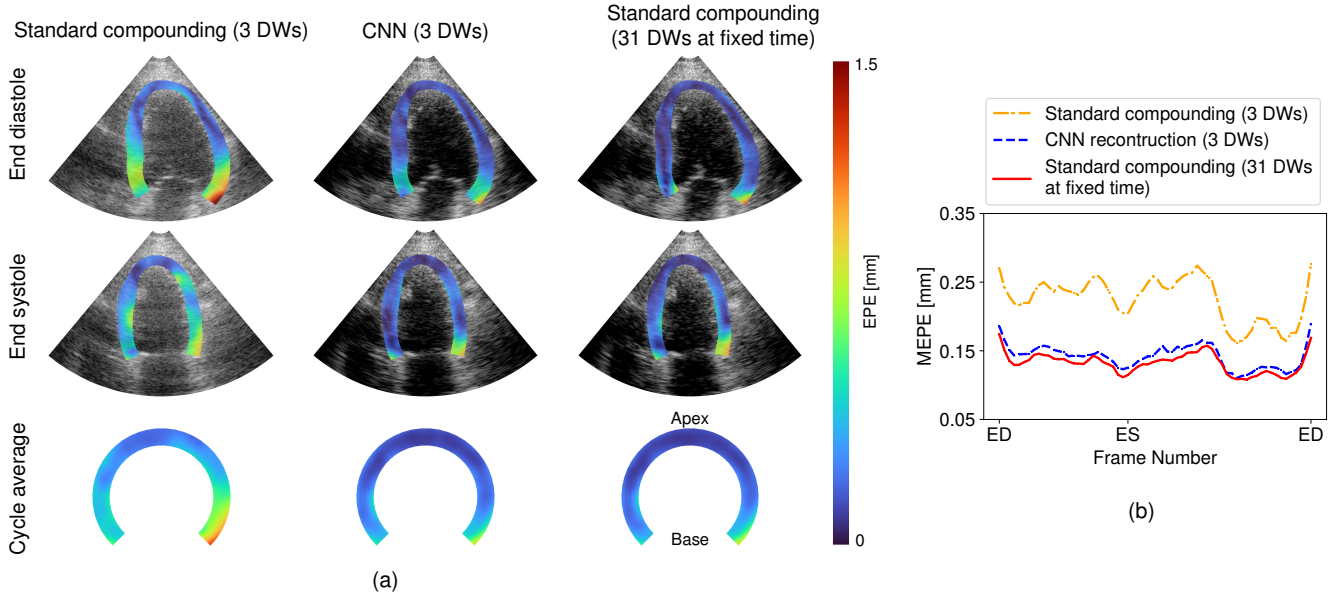 Standard compounding (3 DWs)
CNN (3 DWs)
Standard compounding
(31 DWs at fixed time)
End diastole
End systole
Cycle average
Apex
Base
1.5
EPE [mm]
0
(a)
Standard compounding (3 DWs)
CNN recontruction (3 DWs)
Standard compounding (31 DWs
at fixed time)
0.35
0.25
0.15
0.05
MEPE [mm]
ED
ES
ED
Frame Number
(b)